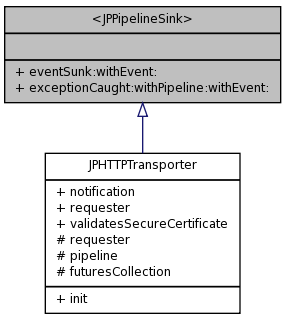 <JPPipelineSink>
+ eventSunk:withEvent:
+ exceptionCaught:withPipeline:withEvent:
JPHTTPTransporter
+ notification
+ requester
+ validatesSecureCertificate
# requester
# pipeline
# futuresCollection
+ init